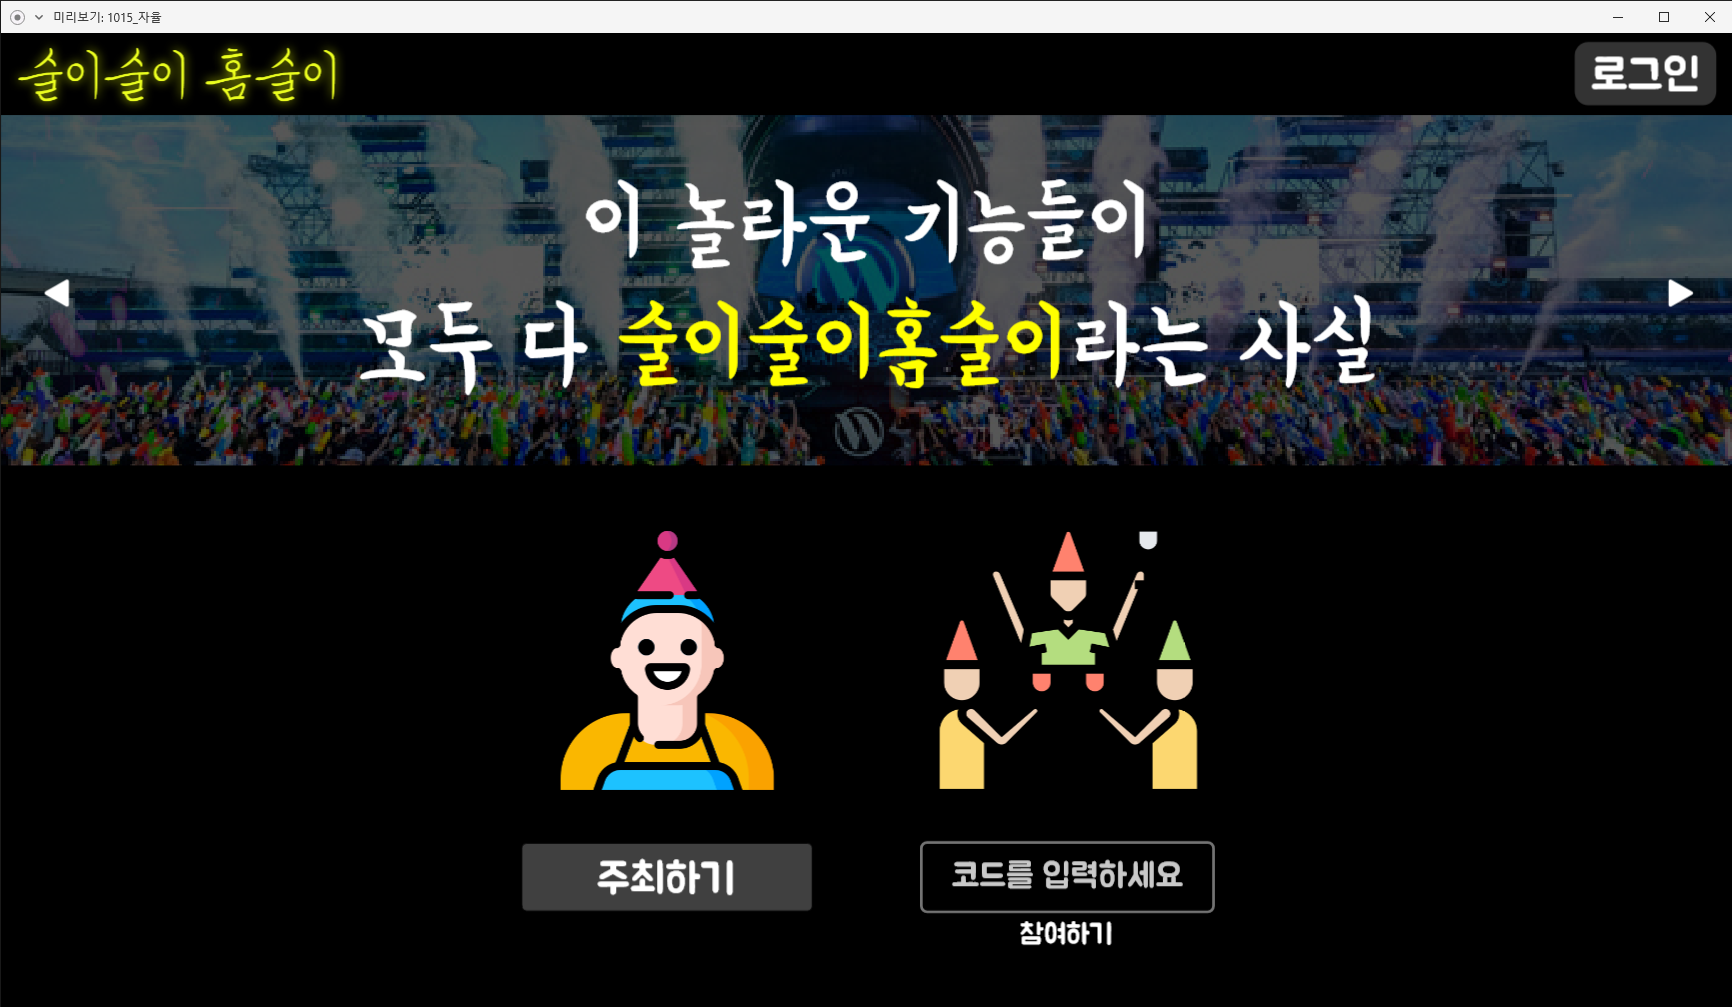 미리보기: 1015_자율
술이술이 홈술이
로그인
이 놀라운 기능들이
모두 다 술이술이홈술이라는 사실
주최하기
코드를 입력하세요
참여하기